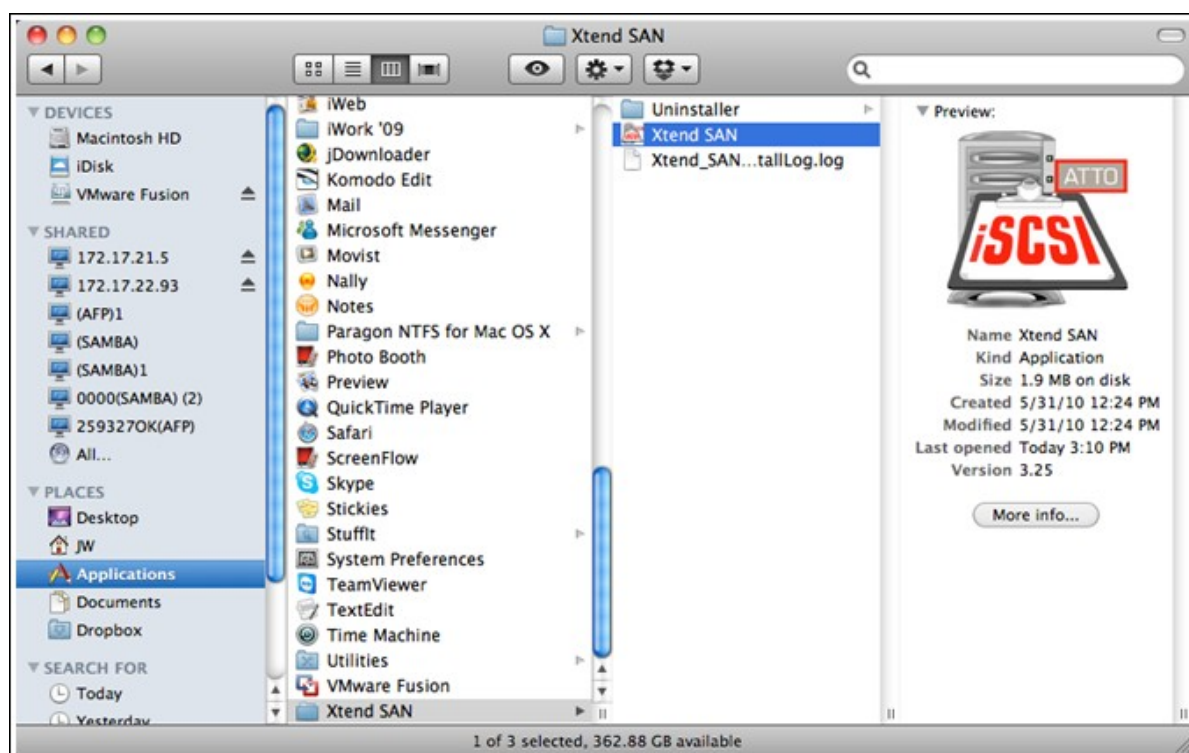 Xtend SAN
DEVICES
Macintosh HD
iDisk
VMware Fusion
SHARED
172.17.21.5
172.17.22.93
(AFP)1
(SAMBA)
(SAMBA)1
0000(SAMBA) (2)
259327OK(AFP)
All...
PLACES
Desktop
JW
Applications
Documents
Dropbox
SEARCH FOR
Today
Yesterday
iWeb
iWork '09
jDownloader
Komodo Edit
Mail
Microsoft Messenger
Movist
Nally
Notes
Paragon NTFS for Mac OS X
Photo Booth
Preview
QuickTime Player
Safari
ScreenFlow
Skype
Stickies
StuffIt
System Preferences
TeamViewer
TextEdit
Time Machine
Utilities
VMware Fusion
Xtend SAN
Uninstaller
Xtend SAN
Xtend_SAN...tallLog.log
Preview:
ATTO
iSCSI
Name Xtend SAN
Kind Application
Size 1.9 MB on disk
Created 5/31/10 12:24 PM
Modified 5/31/10 12:24 PM
Last opened Today 3:10 PM
Version 3.25
More info...
1 of 3 selected, 362.88 GB available